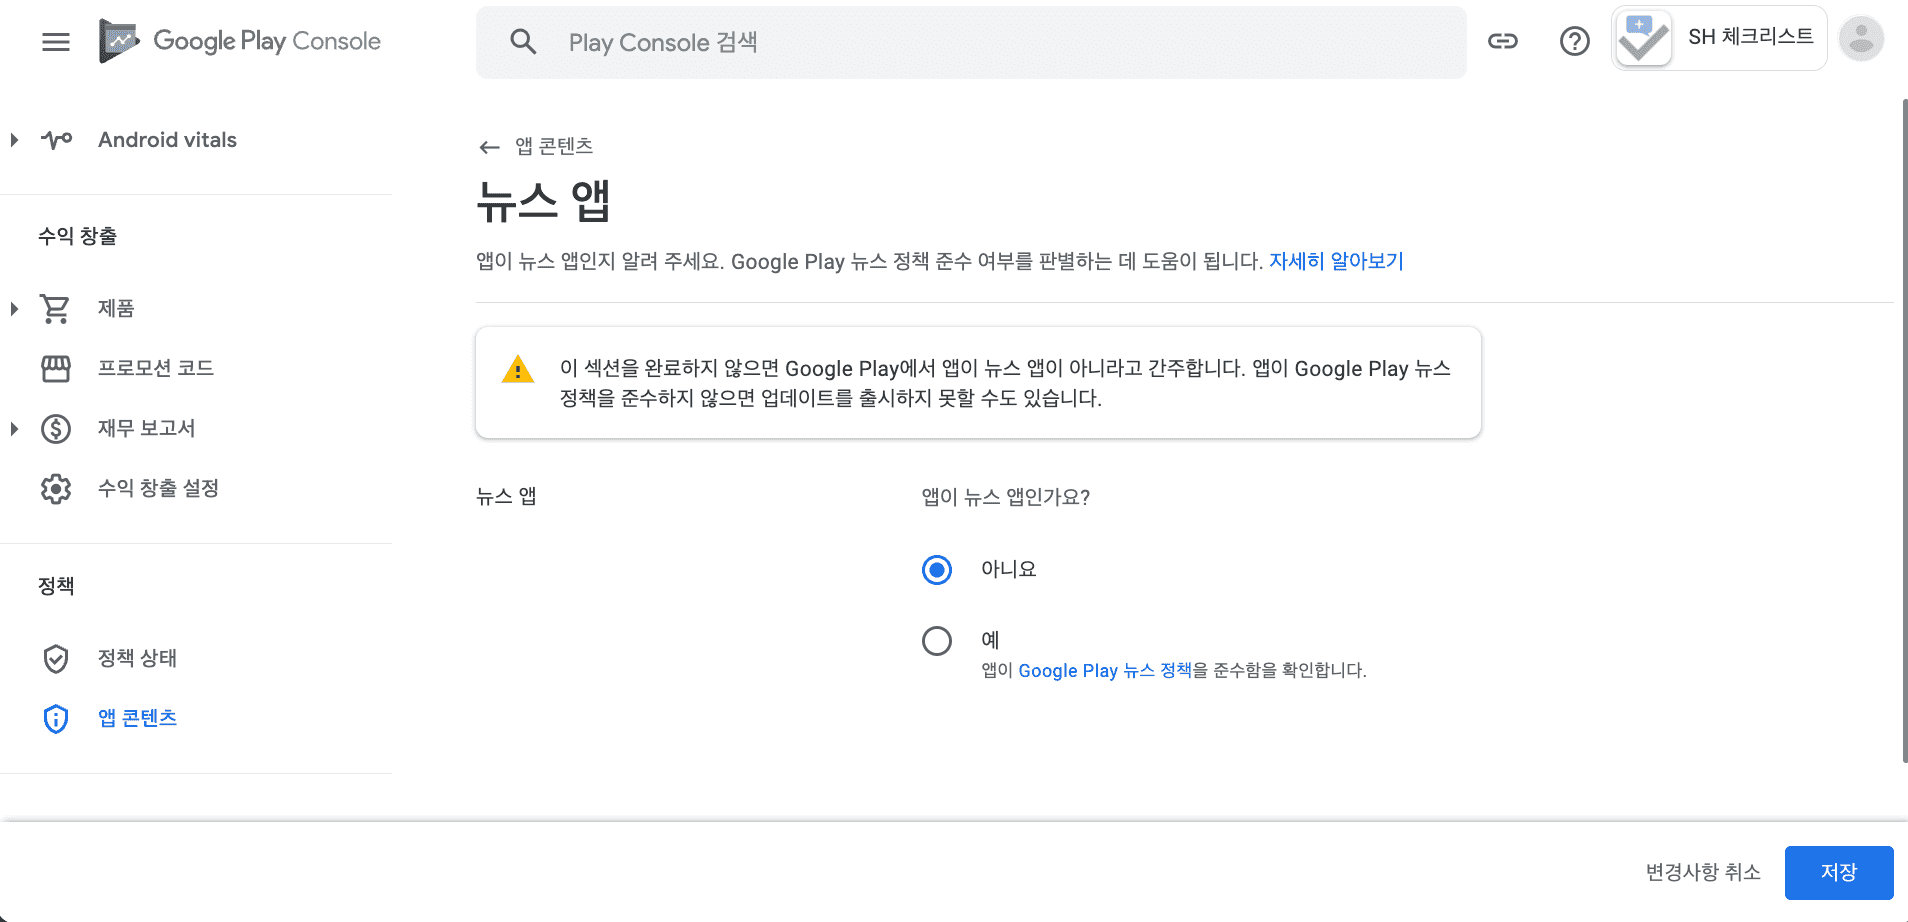 Google Play Console
Play Console 검색
SH 체크리스트
Android vitals
수익 창출
제품
프로모션 코드
재무 보고서
수익 창출 설정
정책
정책 상태
앱 콘텐츠
앱 콘텐츠
뉴스 앱
앱이 뉴스 앱인지 알려 주세요. Google Play 뉴스 정책 준수 여부를 판별하는 데 도움이 됩니다. 자세히 알아보기
이 섹션을 완료하지 않으면 Google Play에서 앱이 뉴스 앱이 아니라고 간주합니다. 앱이 Google Play 뉴스
정책을 준수하지 않으면 업데이트를 출시하지 못할 수도 있습니다.
뉴스 앱
앱이 뉴스 앱인가요?
아니요
예
앱이 Google Play 뉴스 정책을 준수함을 확인합니다.
변경사항 취소
저장